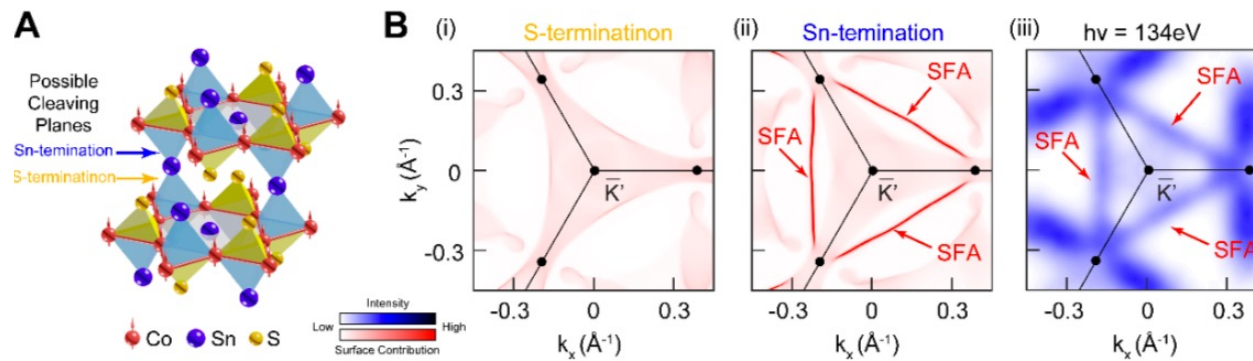 A
Possible
Cleaving
Planes
Sn-temination
S-terminatinon
Co Sn S
Intensity
Low High
Surface Contribution
B (i) S-terminatinon
0.3
0
-0.3
k_y (Å⁻¹)
K̅'
-0.3 0 0.3
k_x (Å⁻¹)
(ii) Sn-temination
SFA
SFA
SFA
K̅'
-0.3 0 0.3
k_x (Å⁻¹)
(iii) hν = 134eV
SFA
SFA
SFA
K̅'
-0.3 0 0.3
k_x (Å⁻¹)